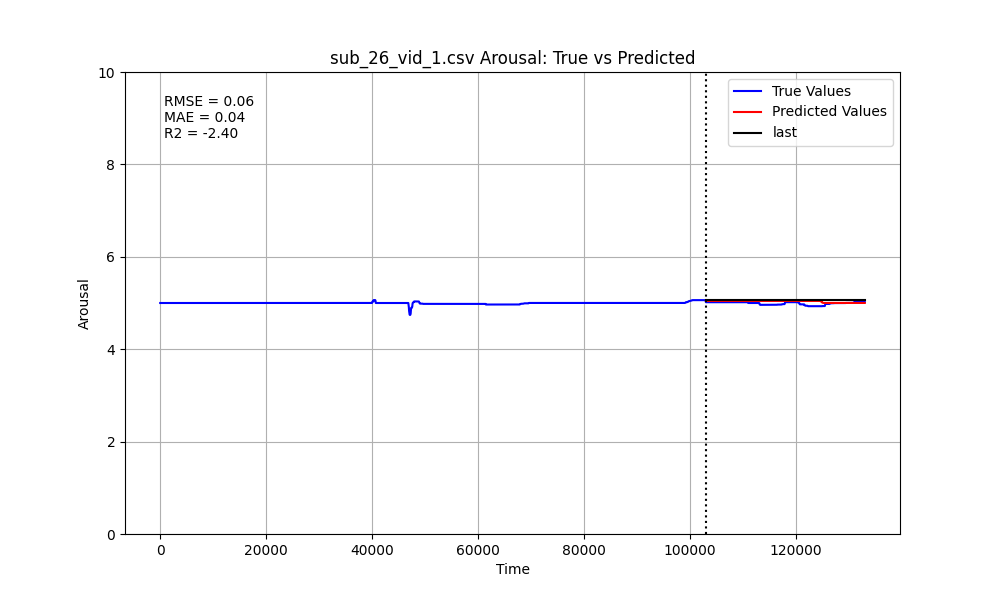 sub_26_vid_1.csv Arousal: True vs Predicted
10
8
6
4
2
0
Arousal
RMSE = 0.06
MAE = 0.04
R2 = -2.40
True Values
Predicted Values
last
0 20000 40000 60000 80000 100000 120000
Time